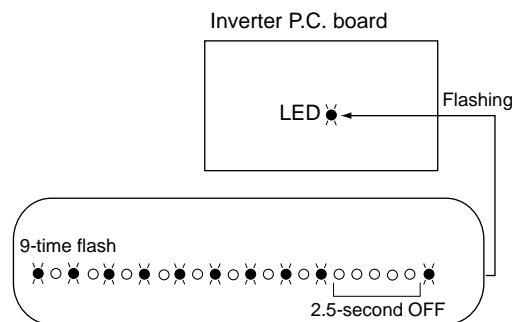 Inverter P.C. board
LED
Flashing
9-time flash
2.5-second OFF